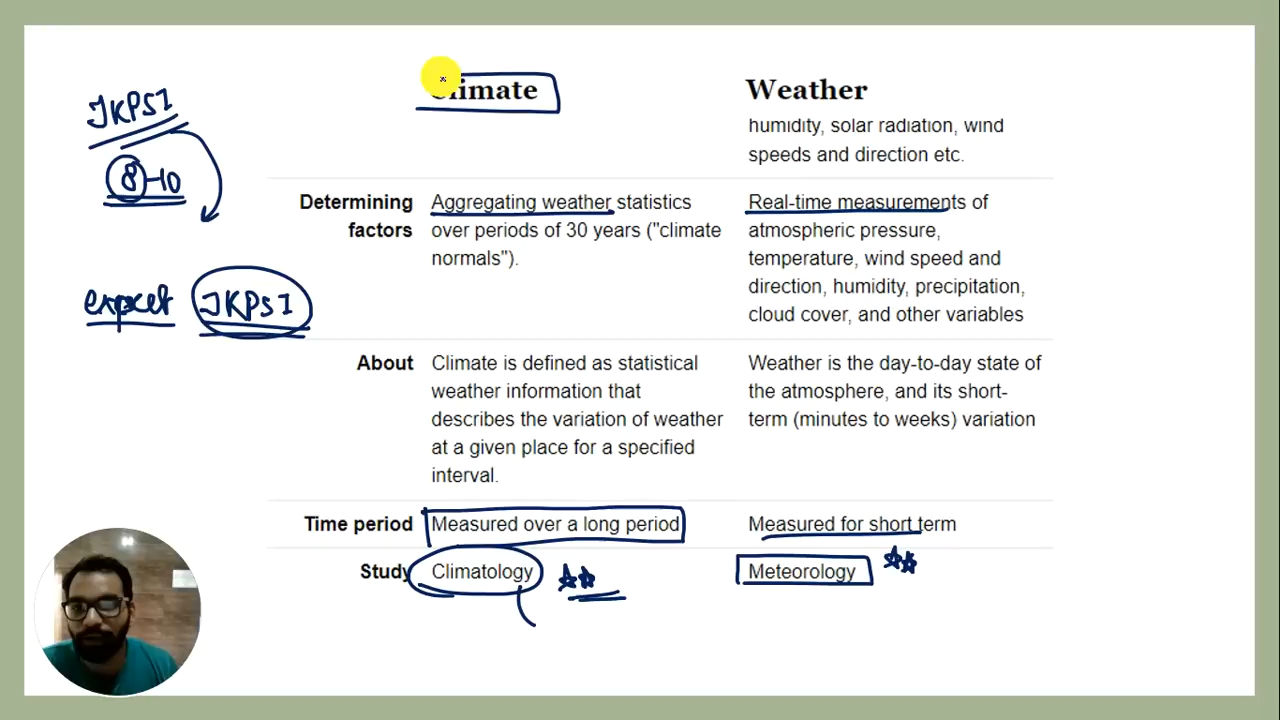 Climate Weather
JKPSI
8-10
humidity, solar radiation, wind
speeds and direction etc.
Determining factors
Aggregating weather statistics
over periods of 30 years ("climate
normals").
Real-time measurements of
atmospheric pressure,
temperature, wind speed and
direction, humidity, precipitation,
cloud cover, and other variables
expect JKPSI
About
Climate is defined as statistical
weather information that
describes the variation of weather
at a given place for a specified
interval.
Weather is the day-to-day state of
the atmosphere, and its short-
term (minutes to weeks) variation
Time period Measured over a long period Measured for short term
Study Climatology Meteorology